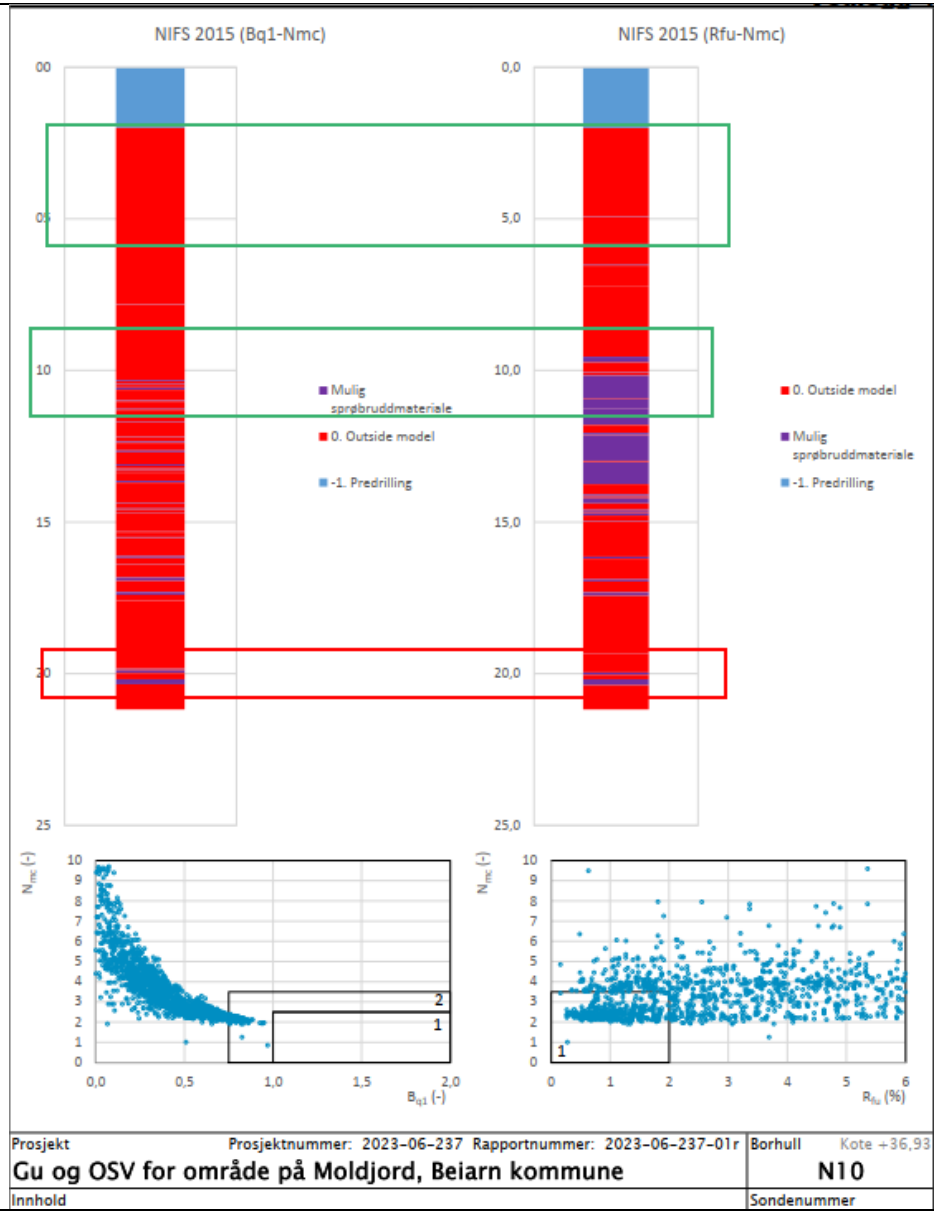 NIFS 2015 (Bq1-Nmc)
NIFS 2015 (Rfu-Nmc)
00
05
10
15
20
25
Mulig sprøbruddmateriale
0. Outside model
-1. Predrilling
0,0
5,0
10,0
15,0
20,0
25,0
0. Outside model
Mulig sprøbruddmateriale
-1. Predrilling
Nmc (-)
10
9
8
7
6
5
4
3
2
1
0
2
1
0,0 0,5 1,0 1,5 2,0
Bq1 (-)
Nmc (-)
10
9
8
7
6
5
4
3
2
1
0
1
0 1 2 3 4 5 6
Rfu (%)
Prosjekt Prosjektnummer: 2023-06-237 Rapportnummer: 2023-06-237-01r Borhull Kote +36,93
Gu og OSV for område på Moldjord, Beiarn kommune N10
Innhold Sondenummer